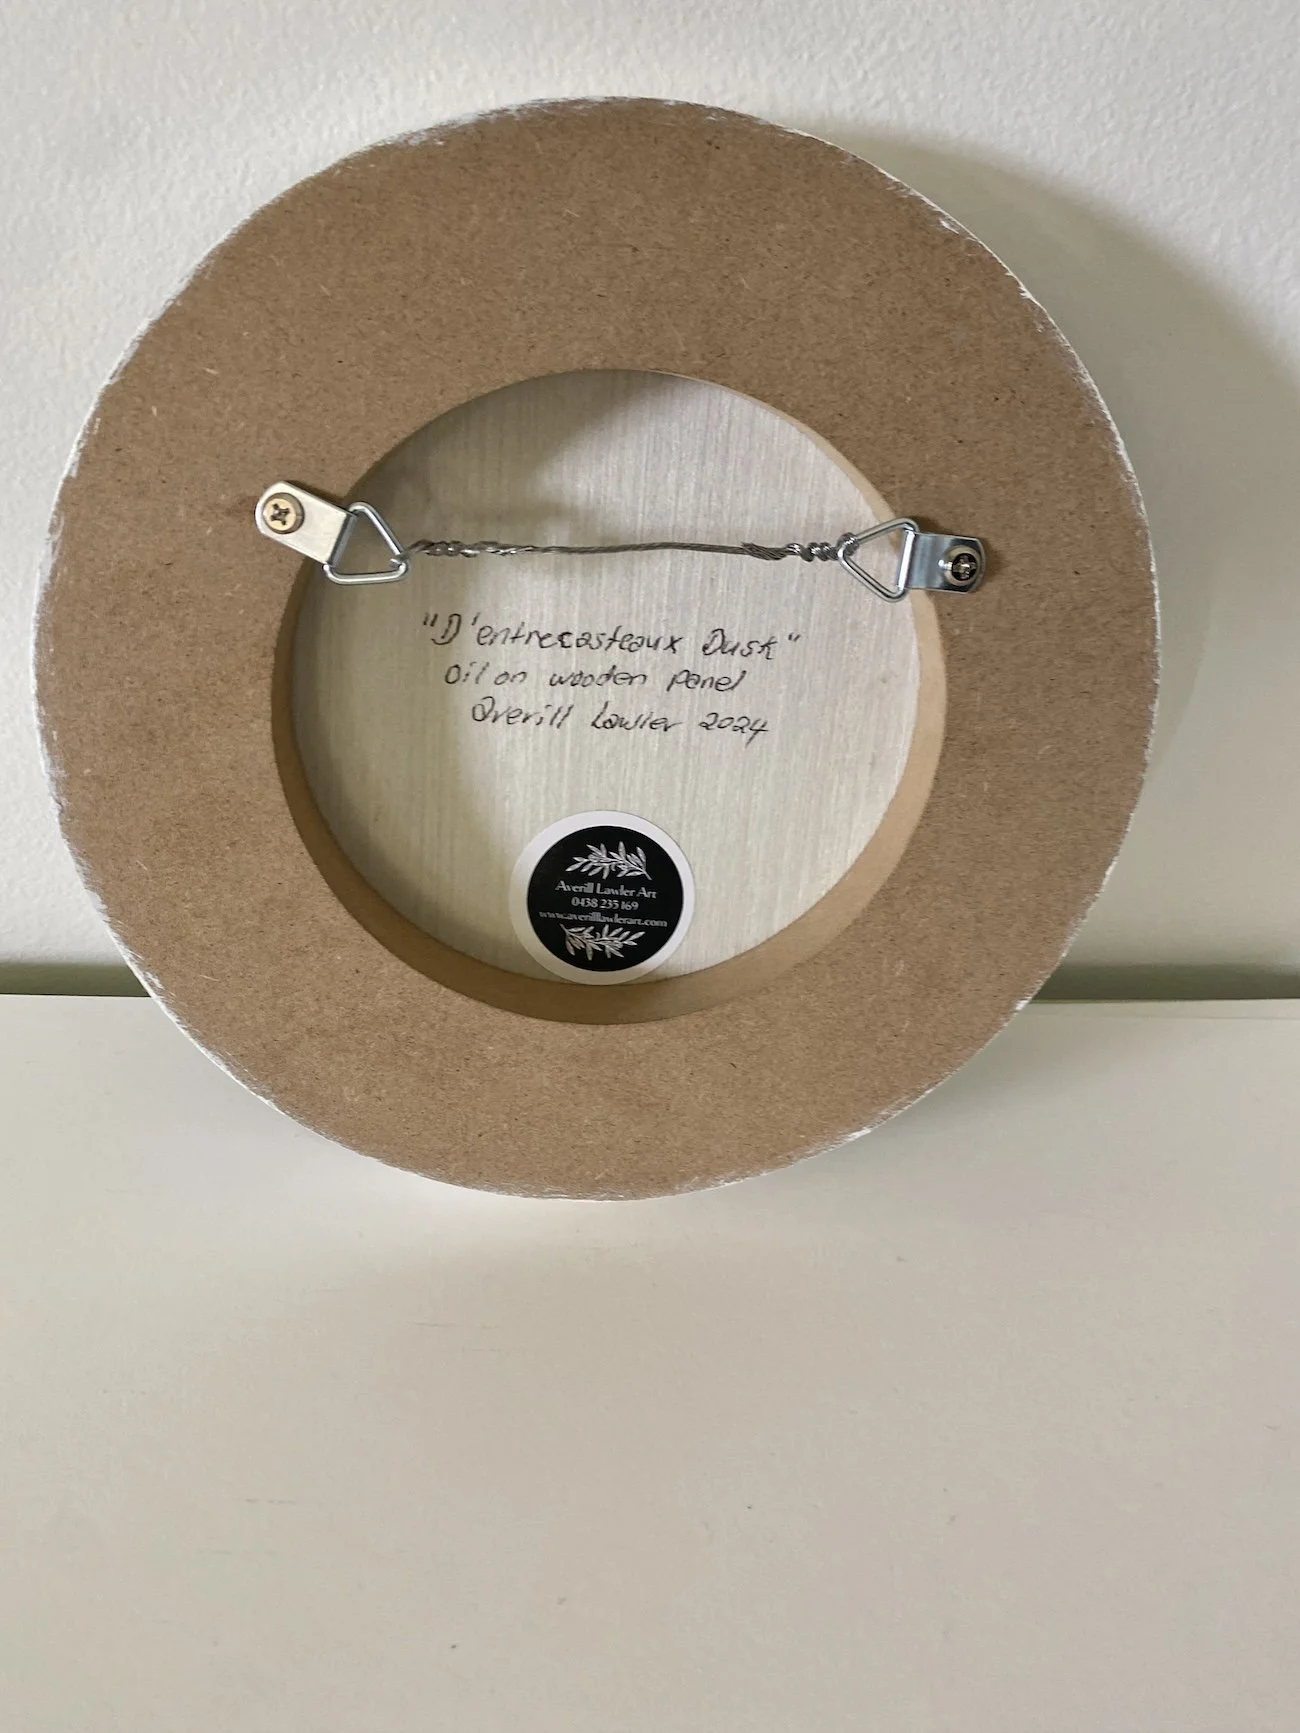 "D'entrecasteaux Dusk"
Oil on wooden panel
Averill Lawler 2024
Averill Lawler Art
0438 235 169
www.averilllawlerart.com